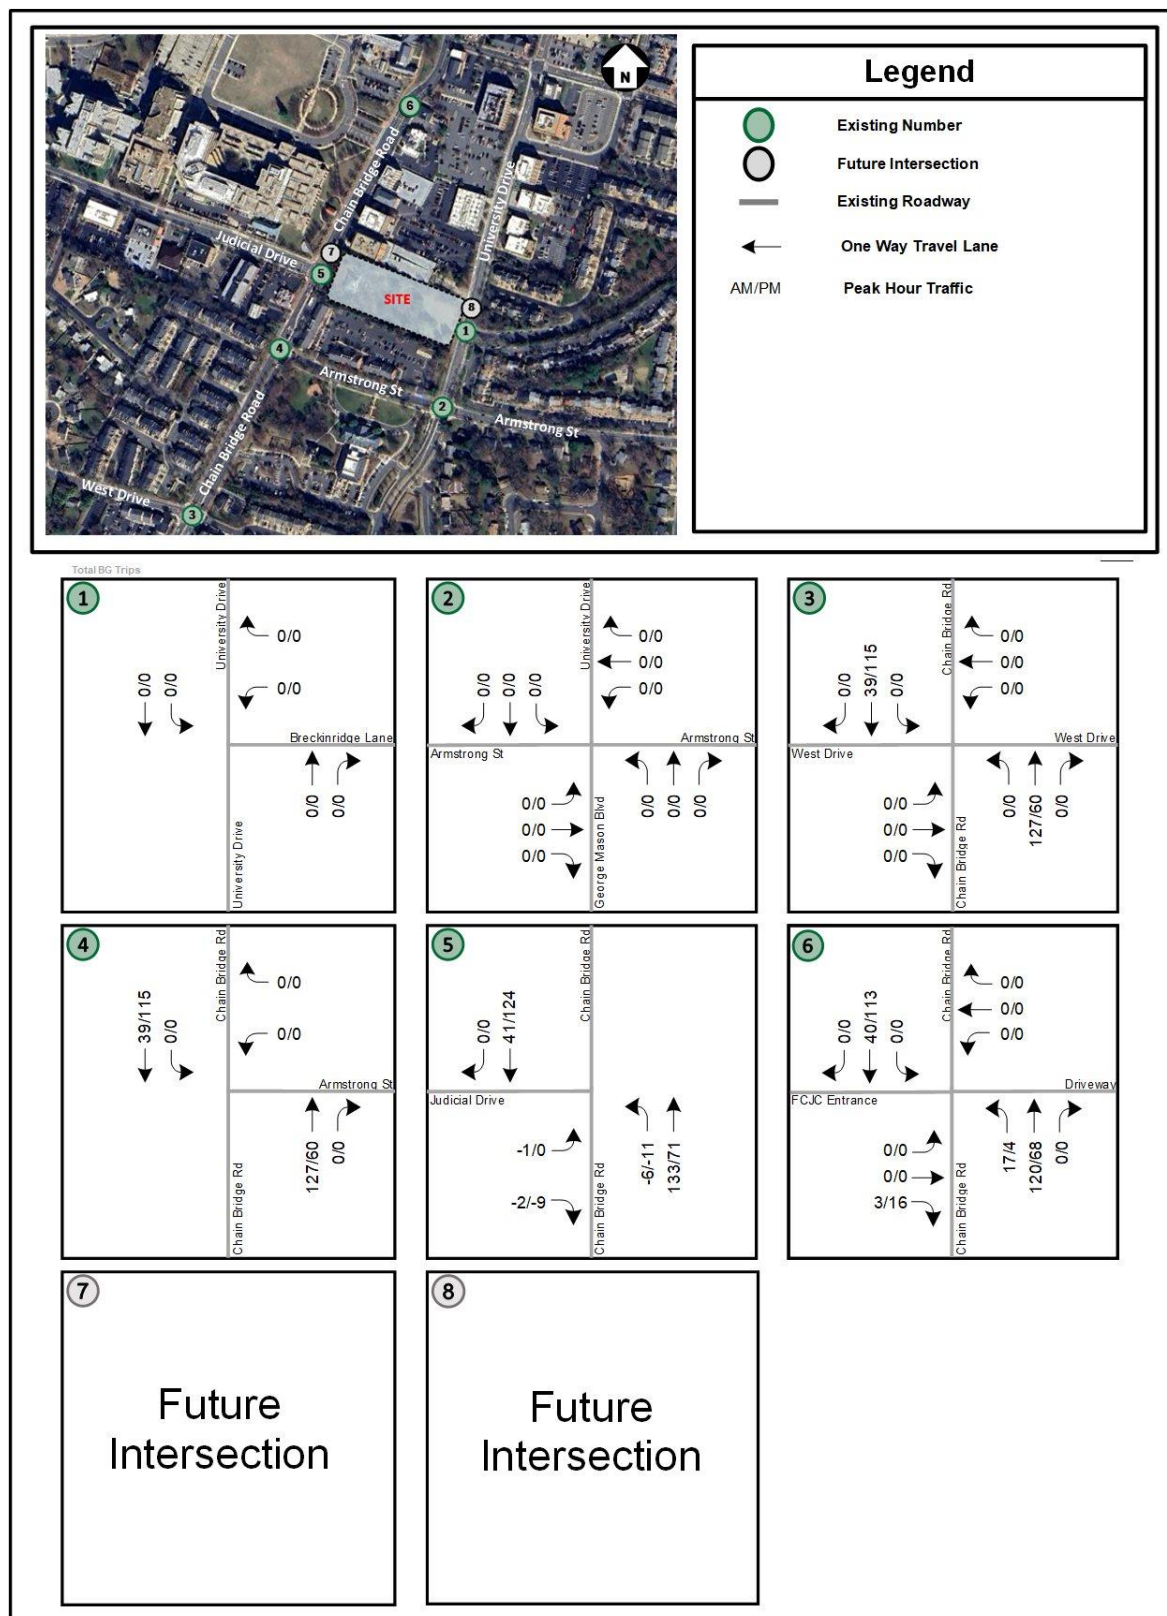 N
6
Chain Bridge Road
University Drive
Judicial Drive
7
5
SITE
8
1
4
Armstrong St
2
Armstrong St
Chain Bridge Road
West Drive
3
Legend
Existing Number
Future Intersection
Existing Roadway
One Way Travel Lane
AM/PM Peak Hour Traffic
Total BG Trips
1
University Drive
0/0
0/0
0/0
0/0
Breckinridge Lane
0/0
0/0
University Drive
2
University Drive
0/0
0/0
0/0
0/0
0/0
0/0
Armstrong St
Armstrong St
0/0
0/0
0/0
0/0
0/0
0/0
George Mason Blvd
3
Chain Bridge Rd
0/0
0/0
0/0
0/0
39/115
0/0
West Drive
West Drive
0/0
0/0
0/0
0/0
127/60
0/0
Chain Bridge Rd
4
Chain Bridge Rd
0/0
0/0
39/115
0/0
Armstrong St
127/60
0/0
Chain Bridge Rd
5
Chain Bridge Rd
0/0
41/124
Judicial Drive
-1/0
-2/-9
-6/-11
133/71
Chain Bridge Rd
6
Chain Bridge Rd
0/0
0/0
0/0
0/0
40/113
0/0
Driveway
FCJC Entrance
0/0
0/0
3/16
17/4
120/68
0/0
Chain Bridge Rd
7
Future
Intersection
8
Future
Intersection